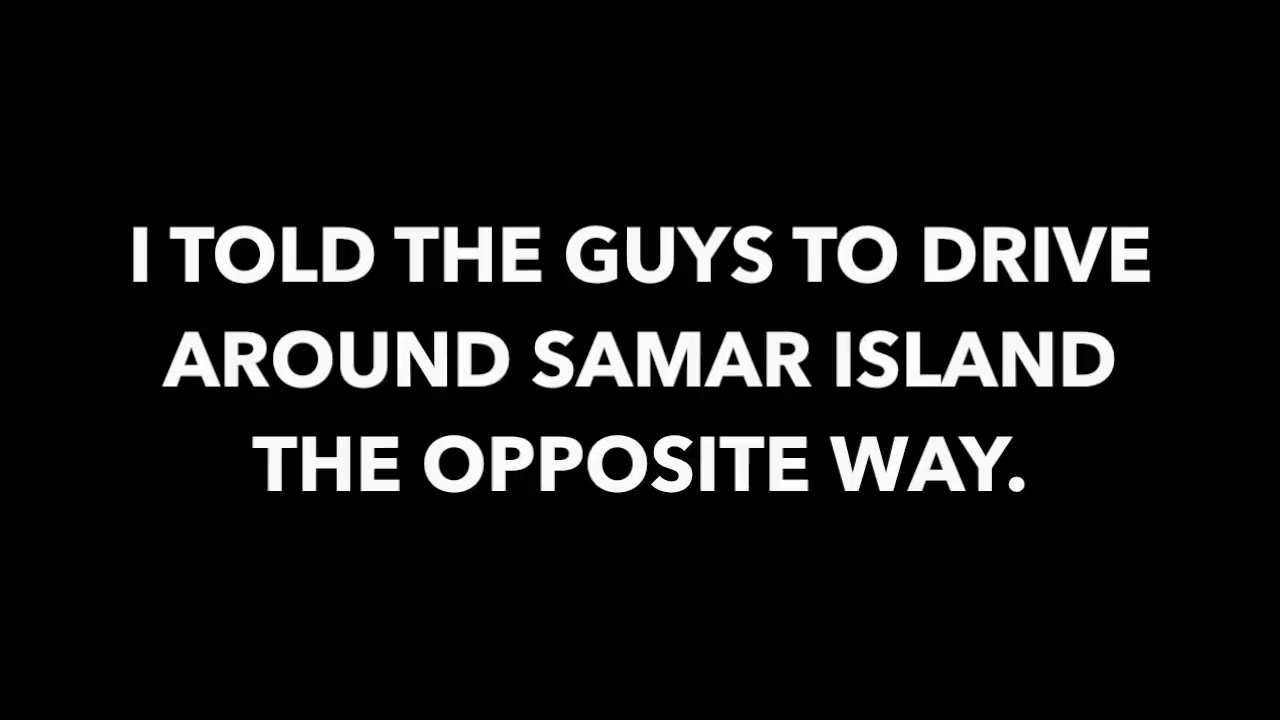 I TOLD THE GUYS TO DRIVE
AROUND SAMAR ISLAND
THE OPPOSITE WAY.